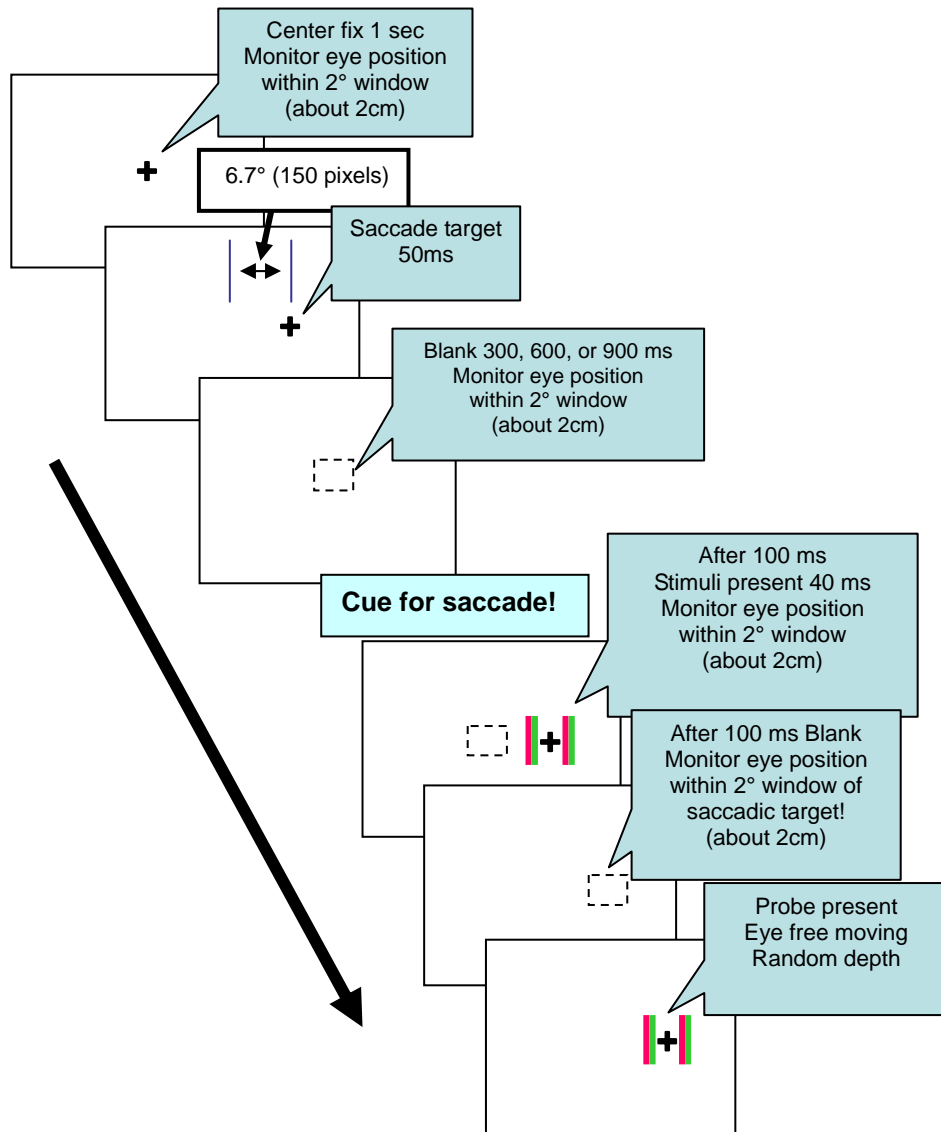 Center fix 1 sec
Monitor eye position
within 2° window
(about 2cm)
6.7° (150 pixels)
Saccade target
50ms
Blank 300, 600, or 900 ms
Monitor eye position
within 2° window
(about 2cm)
Cue for saccade!
After 100 ms
Stimuli present 40 ms
Monitor eye position
within 2° window
(about 2cm)
After 100 ms Blank
Monitor eye position
within 2° window of
saccadic target!
(about 2cm)
Probe present
Eye free moving
Random depth